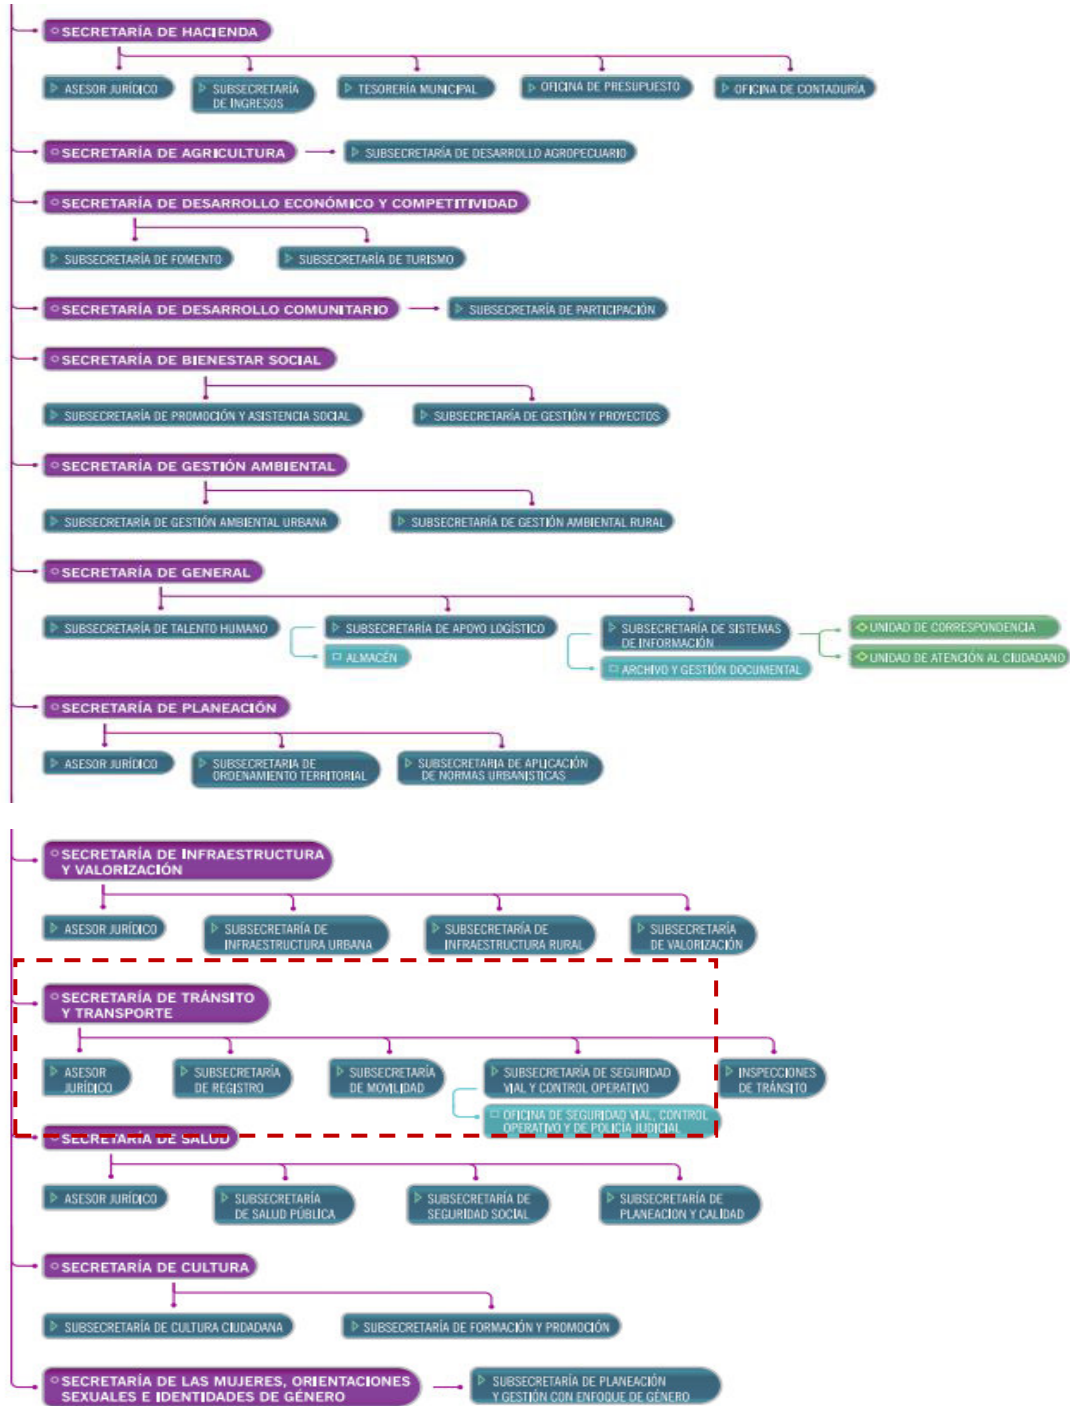 SECRETARÍA DE HACIENDA
ASESOR JURÍDICO
SUBSECRETARÍA
DE INGRESOS
TESORERÍA MUNICIPAL
OFICINA DE PRESUPUESTO
OFICINA DE CONTADURÍA
SECRETARÍA DE AGRICULTURA
SUBSECRETARÍA DE DESARROLLO AGROPECUARIO
SECRETARÍA DE DESARROLLO ECONÓMICO Y COMPETITIVIDAD
SUBSECRETARÍA DE FOMENTO
SUBSECRETARÍA DE TURISMO
SECRETARÍA DE DESARROLLO COMUNITARIO
SUBSECRETARÍA DE PARTICIPACIÓN
SECRETARÍA DE BIENESTAR SOCIAL
SUBSECRETARÍA DE PROMOCIÓN Y ASISTENCIA SOCIAL
SUBSECRETARÍA DE GESTIÓN Y PROYECTOS
SECRETARÍA DE GESTIÓN AMBIENTAL
SUBSECRETARÍA DE GESTIÓN AMBIENTAL URBANA
SUBSECRETARÍA DE GESTIÓN AMBIENTAL RURAL
SECRETARÍA DE GENERAL
SUBSECRETARÍA DE TALENTO HUMANO
SUBSECRETARÍA DE APOYO LOGÍSTICO
ALMACÉN
SUBSECRETARÍA DE SISTEMAS
DE INFORMACIÓN
ARCHIVO Y GESTIÓN DOCUMENTAL
UNIDAD DE CORRESPONDENCIA
UNIDAD DE ATENCIÓN AL CIUDADANO
SECRETARÍA DE PLANEACIÓN
ASESOR JURÍDICO
SUBSECRETARIA DE
ORDENAMIENTO TERRITORIAL
SUBSECRETARIA DE APLICACIÓN
DE NORMAS URBANISTICAS
SECRETARÍA DE INFRAESTRUCTURA
Y VALORIZACIÓN
ASESOR JURÍDICO
SUBSECRETARÍA DE
INFRAESTRUCTURA URBANA
SUBSECRETARÍA DE
INFRAESTRUCTURA RURAL
SUBSECRETARÍA
DE VALORIZACIÓN
SECRETARÍA DE TRÁNSITO
Y TRANSPORTE
ASESOR
JURÍDICO
SUBSECRETARÍA
DE REGISTRO
SUBSECRETARÍA
DE MOVILIDAD
SUBSECRETARÍA DE SEGURIDAD
VIAL Y CONTROL OPERATIVO
OFICINA DE SEGURIDAD VIAL, CONTROL
OPERATIVO Y DE POLICÍA JUDICIAL
INSPECCIONES
DE TRÁNSITO
SECRETARÍA DE SALUD
ASESOR JURÍDICO
SUBSECRETARÍA
DE SALUD PÚBLICA
SUBSECRETARÍA DE
SEGURIDAD SOCIAL
SUBSECRETARÍA DE
PLANEACION Y CALIDAD
SECRETARÍA DE CULTURA
SUBSECRETARÍA DE CULTURA CIUDADANA
SUBSECRETARÍA DE FORMACIÓN Y PROMOCIÓN
SECRETARÍA DE LAS MUJERES, ORIENTACIONES
SEXUALES E IDENTIDADES DE GÉNERO
SUBSECRETARÍA DE PLANEACIÓN
Y GESTIÓN CON ENFOQUE DE GÉNERO